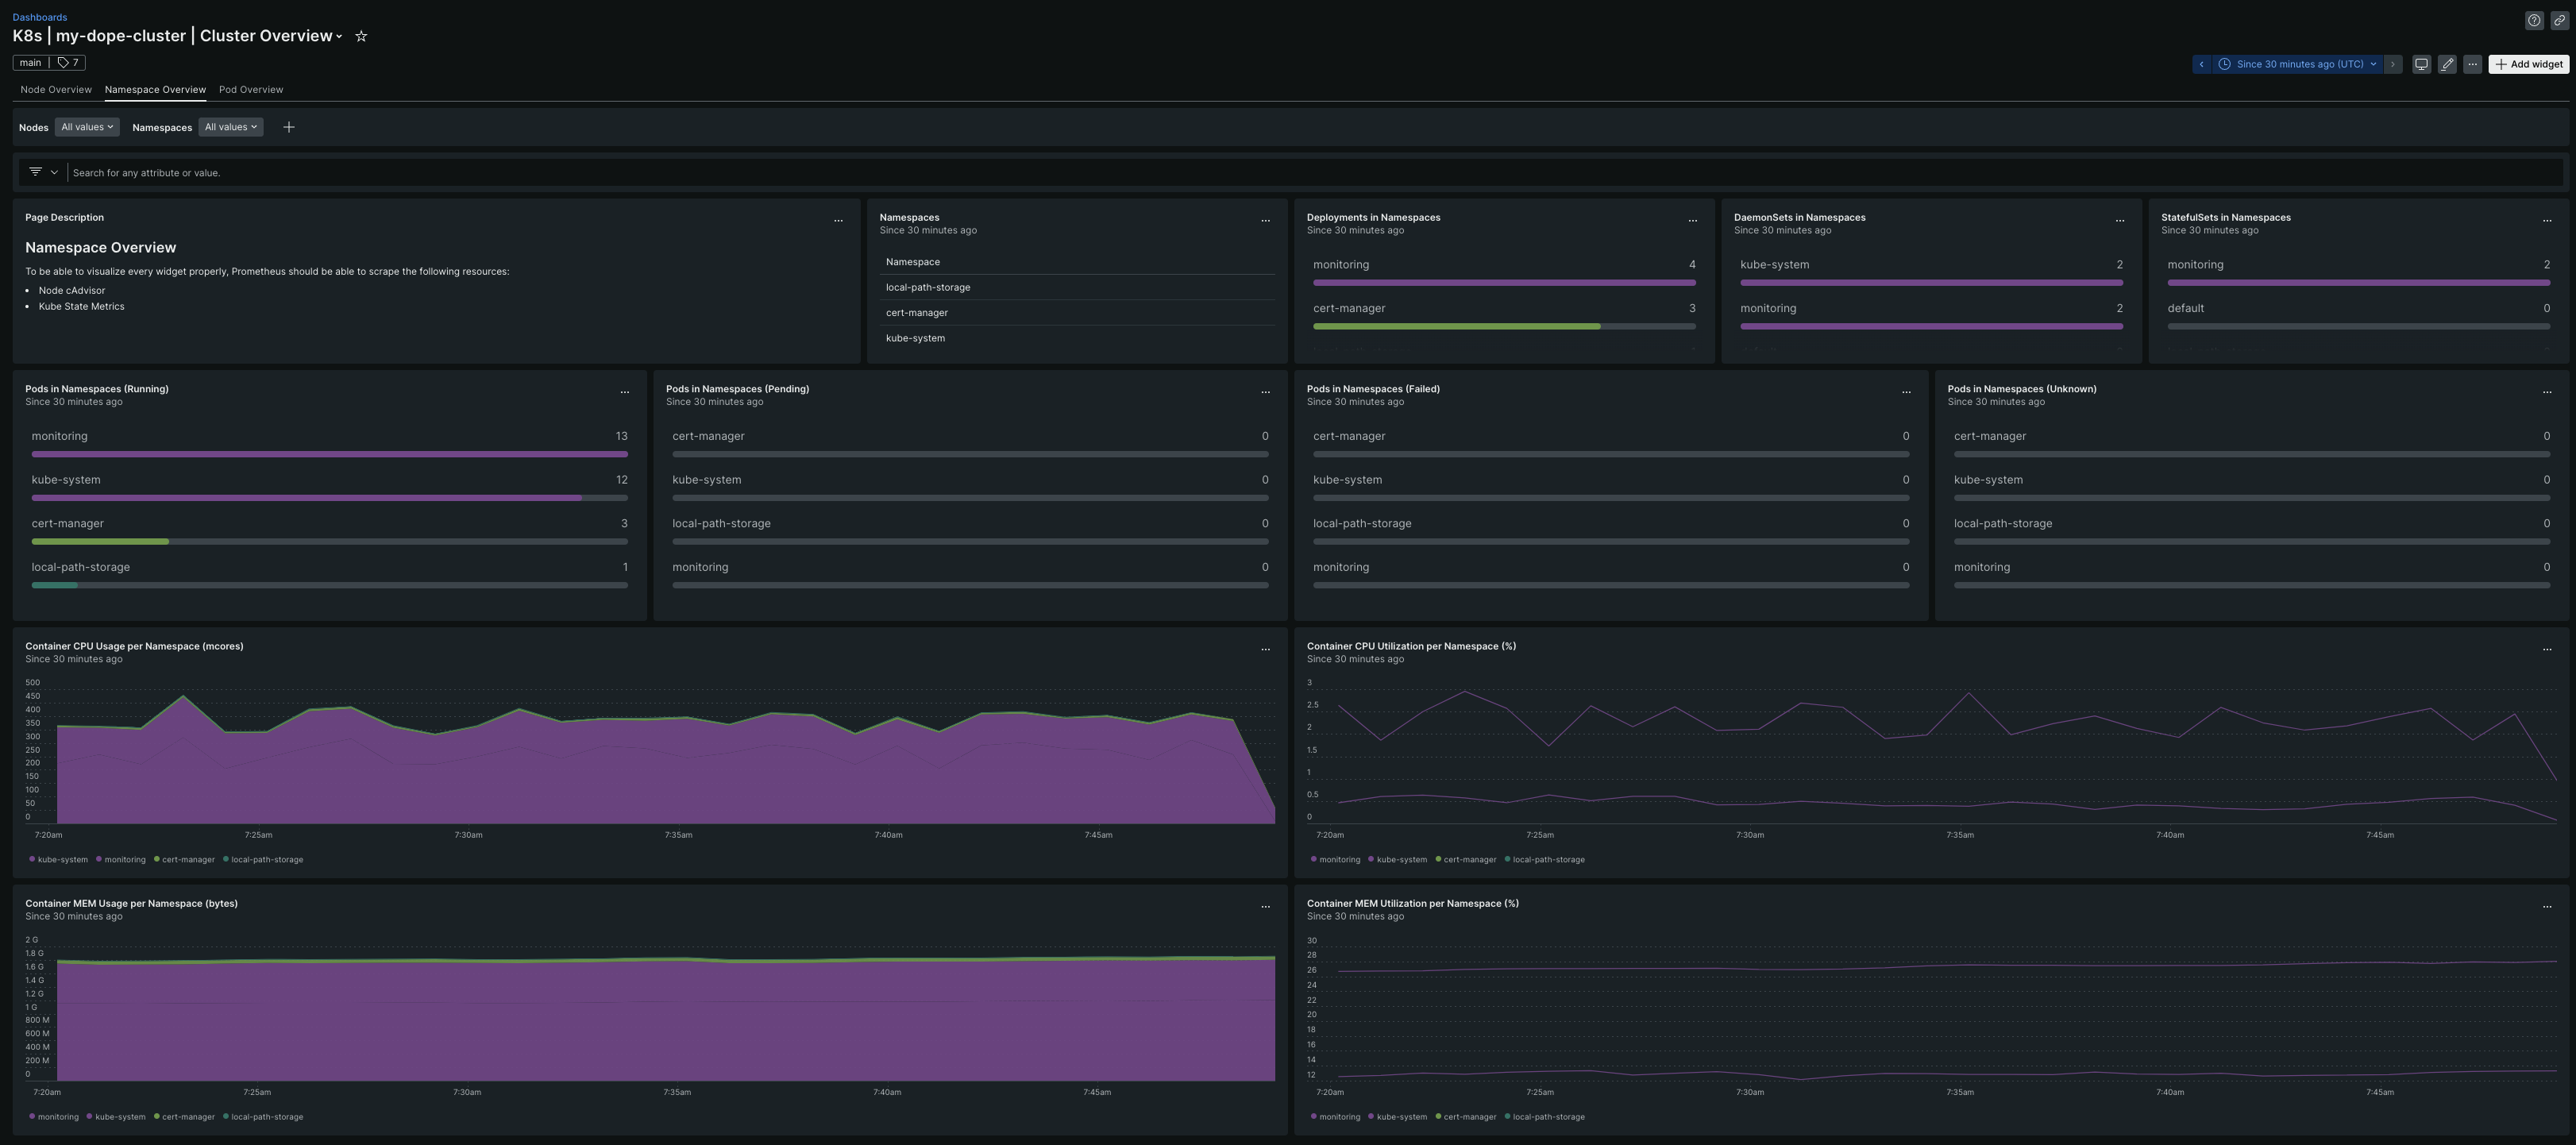 Dashboards
K8s | my-dope-cluster | Cluster Overview
main | 7
Since 30 minutes ago (UTC)
Add widget
Node Overview Namespace Overview Pod Overview
Nodes All values Namespaces All values
Search for any attribute or value.
Page Description
Namespace Overview
To be able to visualize every widget properly, Prometheus should be able to scrape the following resources:
• Node cAdvisor
• Kube State Metrics
Namespaces
Since 30 minutes ago
Namespace
local-path-storage
cert-manager
kube-system
Deployments in Namespaces
Since 30 minutes ago
monitoring 4
cert-manager 3
DaemonSets in Namespaces
Since 30 minutes ago
kube-system 2
monitoring 2
StatefulSets in Namespaces
Since 30 minutes ago
monitoring 2
default 0
Pods in Namespaces (Running)
Since 30 minutes ago
monitoring 13
kube-system 12
cert-manager 3
local-path-storage 1
Pods in Namespaces (Pending)
Since 30 minutes ago
cert-manager 0
kube-system 0
local-path-storage 0
monitoring 0
Pods in Namespaces (Failed)
Since 30 minutes ago
cert-manager 0
kube-system 0
local-path-storage 0
monitoring 0
Pods in Namespaces (Unknown)
Since 30 minutes ago
cert-manager 0
kube-system 0
local-path-storage 0
monitoring 0
Container CPU Usage per Namespace (mcores)
Since 30 minutes ago
500
450
400
350
300
250
200
150
100
50
0
7:20am 7:25am 7:30am 7:35am 7:40am 7:45am
kube-system monitoring cert-manager local-path-storage
Container CPU Utilization per Namespace (%)
Since 30 minutes ago
3
2.5
2
1.5
1
0.5
0
7:20am 7:25am 7:30am 7:35am 7:40am 7:45am
monitoring kube-system cert-manager local-path-storage
Container MEM Usage per Namespace (bytes)
Since 30 minutes ago
2 G
1.8 G
1.6 G
1.4 G
1.2 G
1 G
800 M
600 M
400 M
200 M
0
7:20am 7:25am 7:30am 7:35am 7:40am 7:45am
monitoring kube-system cert-manager local-path-storage
Container MEM Utilization per Namespace (%)
Since 30 minutes ago
30
28
26
24
22
20
18
16
14
12
7:20am 7:25am 7:30am 7:35am 7:40am 7:45am
monitoring kube-system cert-manager local-path-storage